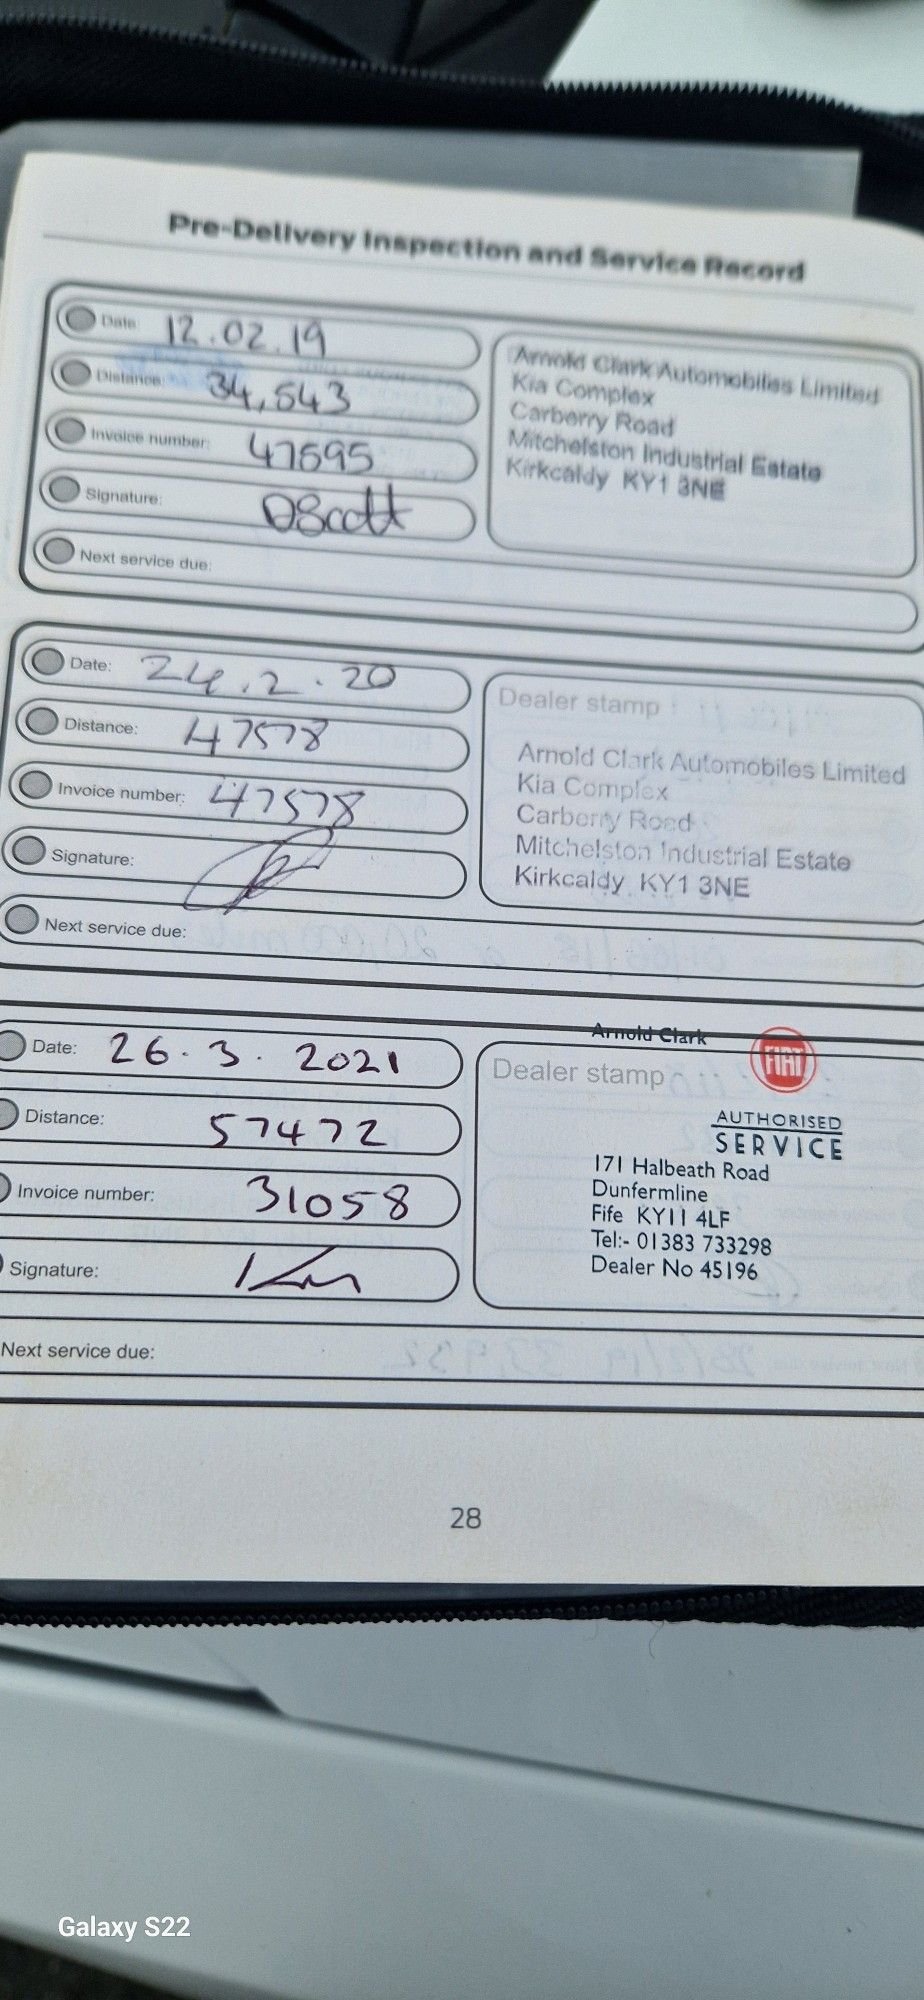 Pre-Delivery Inspection and Service Record
Date: 12.02.19
Distance: 34,543
Invoice number: 47595
Signature: DScott
Next service due:
Arnold Clark Automobiles Limited
Kia Complex
Carberry Road
Mitchelston Industrial Estate
Kirkcaldy KY1 3NE
Date: 24.2.20
Distance: 47578
Invoice number: 47578
Signature:
Next service due:
Dealer stamp
Arnold Clark Automobiles Limited
Kia Complex
Carberry Road
Mitchelston Industrial Estate
Kirkcaldy KY1 3NE
Date: 26.3.2021
Distance: 57472
Invoice number: 31058
Signature:
Next service due:
Arnold Clark
Dealer stamp
FIAT
AUTHORISED
SERVICE
171 Halbeath Road
Dunfermline
Fife KY11 4LF
Tel:- 01383 733298
Dealer No 45196
28
Galaxy S22